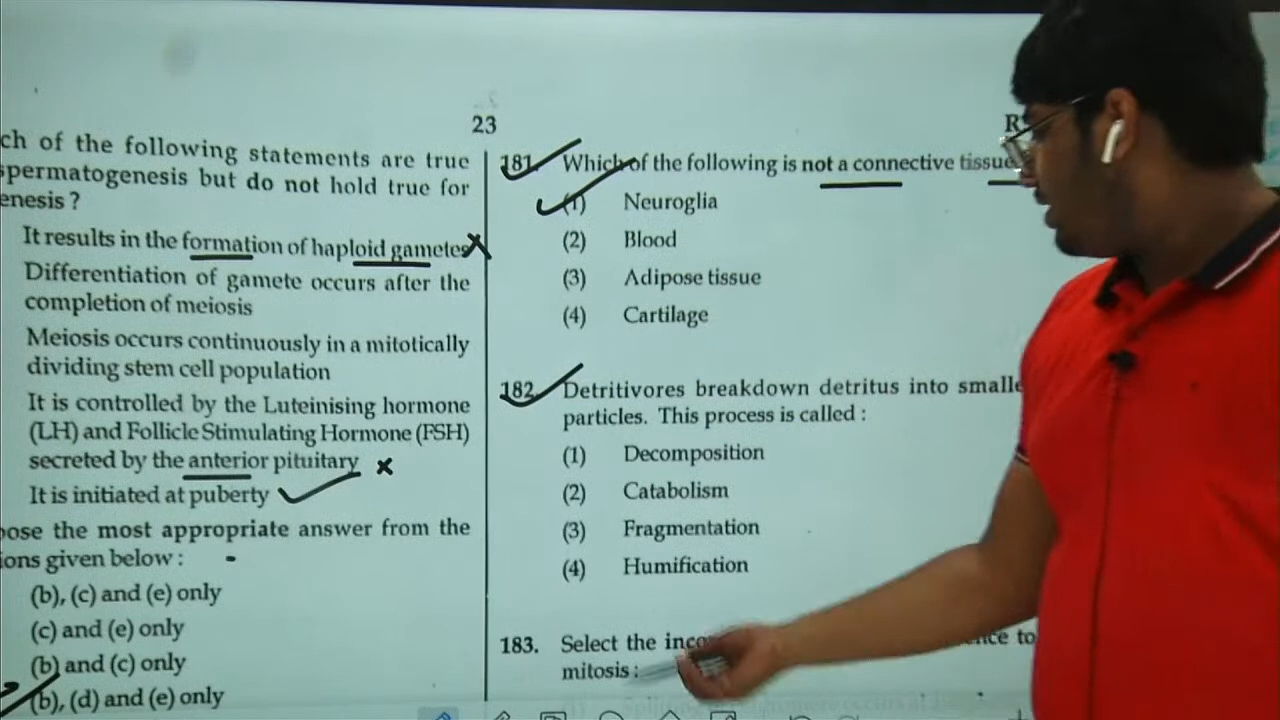 23
ch of the following statements are true
spermatogenesis but do not hold true for
enesis ?
It results in the formation of haploid gametes
Differentiation of gamete occurs after the
completion of meiosis
Meiosis occurs continuously in a mitotically
dividing stem cell population
It is controlled by the Luteinising hormone
(LH) and Follicle Stimulating Hormone (FSH)
secreted by the anterior pituitary
It is initiated at puberty
oose the most appropriate answer from the
ions given below :
(b), (c) and (e) only
(c) and (e) only
(b) and (c) only
(b), (d) and (e) only
181. Which of the following is not a connective tissue
(1) Neuroglia
(2) Blood
(3) Adipose tissue
(4) Cartilage
182. Detritivores breakdown detritus into smalle
particles. This process is called :
(1) Decomposition
(2) Catabolism
(3) Fragmentation
(4) Humification
183. Select the inco nce to
mitosis :